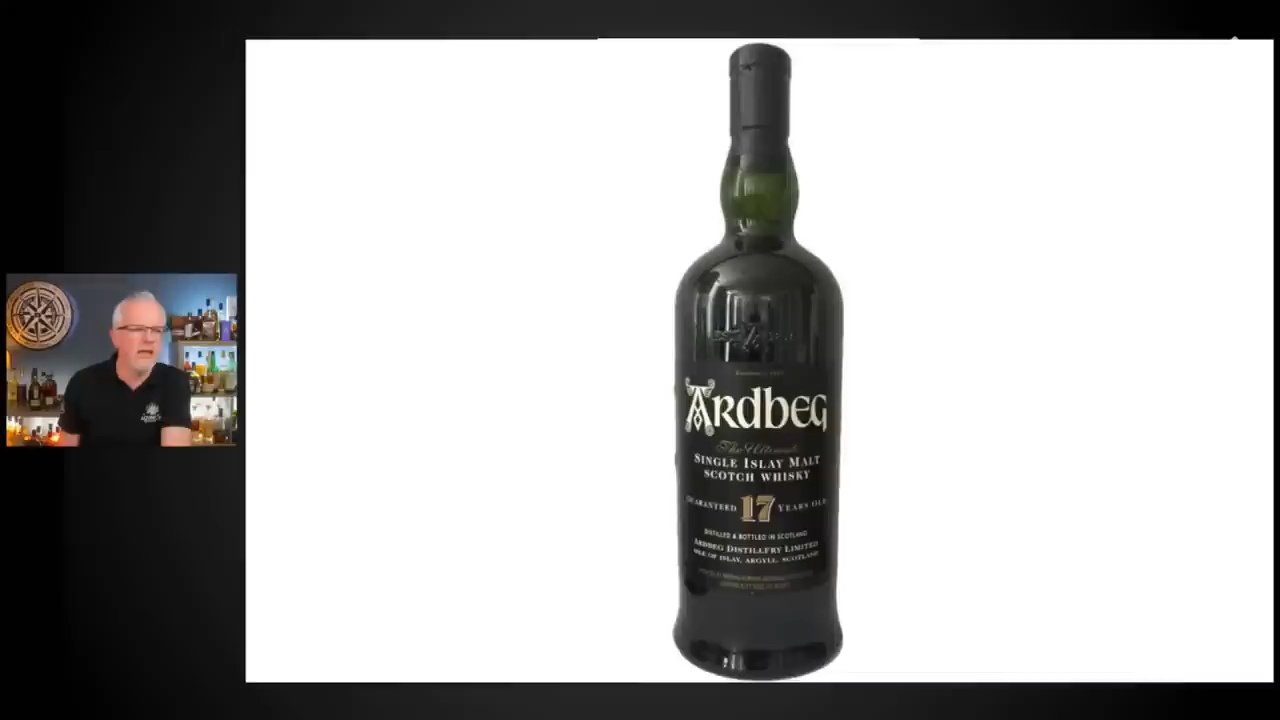 Ardbeg
The Ultimate
SINGLE ISLAY MALT
SCOTCH WHISKY
GUARANTEED 17 YEARS OLD
DISTILLED & BOTTLED IN SCOTLAND
ARDBEG DISTILLERY LIMITED
ISLE OF ISLAY, ARGYLL, SCOTLAND